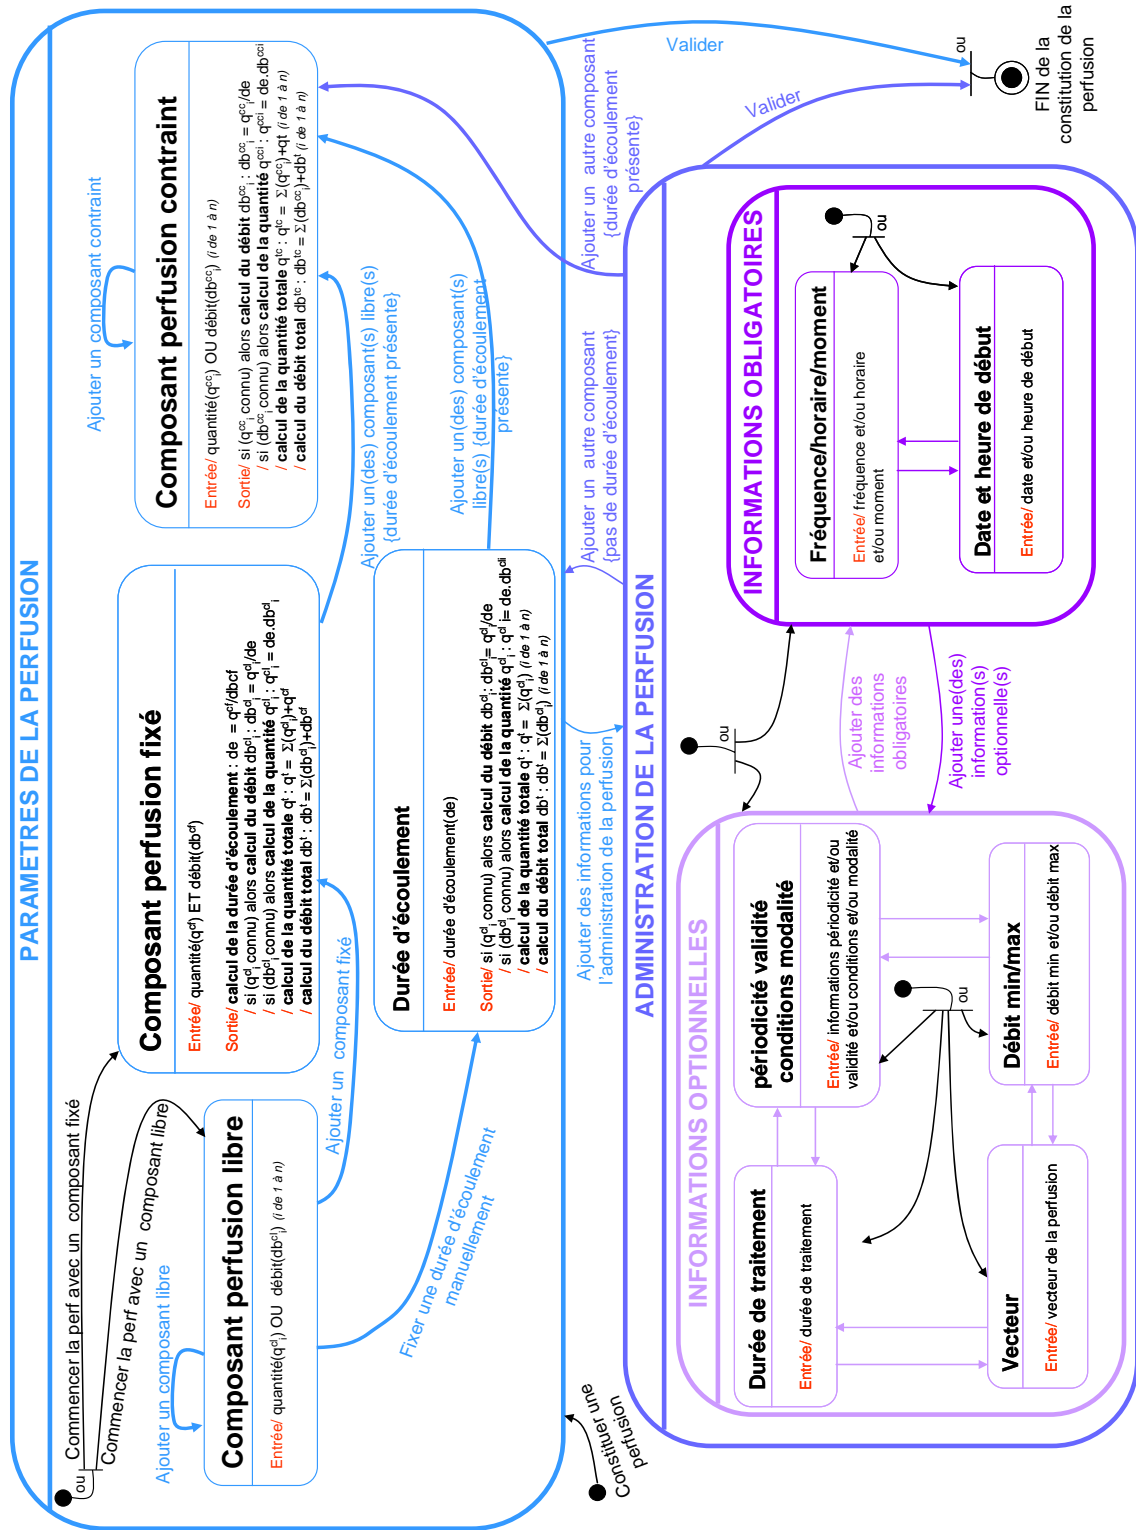 PARAMETRES DE LA PERFUSION
ou
Commencer la perf avec un composant fixé
Commencer la perf avec un composant libre
Ajouter un composant libre
Composant perfusion libre
Entrée/ quantité(q^cl_i) OU débit(db^cl_i) (i de 1 à n)
Ajouter un composant fixé
Fixer une durée d'écoulement
manuellement
Composant perfusion fixé
Entrée/ quantité(q^cf) ET débit(db^cf)
Sortie/ calcul de la durée d'écoulement : de = q^cf/dbcf
/ si (q^cl_i connu) alors calcul du débit db^cl_i : db^cl_i = q^cl_i/de
/ si (db^cl_i connu) alors calcul de la quantité q^cl_i : q^cl_i = de.db^cl_i
/ calcul de la quantité totale q^t : q^t = Σ(q^cl_i)+q^cf
/ calcul du débit total db^t : db^t = Σ(db^cl_i)+db^cf
Durée d'écoulement
Entrée/ durée d'écoulement(de)
Sortie/ si (q^cl_i connu) alors calcul du débit db^cl_i : db^cl_i = q^cl_i/de
/ si (db^cl_i connu) alors calcul de la quantité q^cl_i : q^cl_i = de.db^cli
/ calcul de la quantité totale q^t : q^t = Σ(q^cl_i) (i de 1 à n)
/ calcul du débit total db^t : db^t = Σ(db^cl_i) (i de 1 à n)
Ajouter un composant contraint
Composant perfusion contraint
Entrée/ quantité(q^cc_i) OU débit(db^cc_i) (i de 1 à n)
Sortie/ si (q^cc_i connu) alors calcul du débit db^cc_i : db^cc_i = q^cc_i/de
/ si (db^cc_i connu) alors calcul de la quantité q^cci : q^cci = de.db^cci
/ calcul de la quantité totale q^tc : q^tc = Σ(q^cc_i)+qt (i de 1 à n)
/ calcul du débit total db^tc : db^tc = Σ(db^cc_i)+db^t (i de 1 à n)
Ajouter un(des) composant(s) libre(s)
{durée d'écoulement présente}
Ajouter un(des) composant(s)
libre(s) {durée d'écoulement
présente}
Constituer une
perfusion
Ajouter des informations pour
l'administration de la perfusion
Ajouter un autre composant
{pas de durée d'écoulement}
Ajouter un autre composant
{durée d'écoulement
présente}
Valider
Valider
ou
FIN de la
constitution de la
perfusion
ADMINISTRATION DE LA PERFUSION
ou
INFORMATIONS OPTIONNELLES
Durée de traitement
Entrée/ durée de traitement
périodicité validité
conditions modalité
Entrée/ informations périodicité et/ou
validité et/ou conditions et/ou modalité
ou
Vecteur
Entrée/ vecteur de la perfusion
Débit min/max
Entrée/ débit min et/ou débit max
Ajouter des
informations
obligatoires
Ajouter une(des)
information(s)
optionnelle(s)
INFORMATIONS OBLIGATOIRES
ou
Fréquence/horaire/moment
Entrée/ fréquence et/ou horaire
et/ou moment
Date et heure de début
Entrée/ date et/ou heure de début